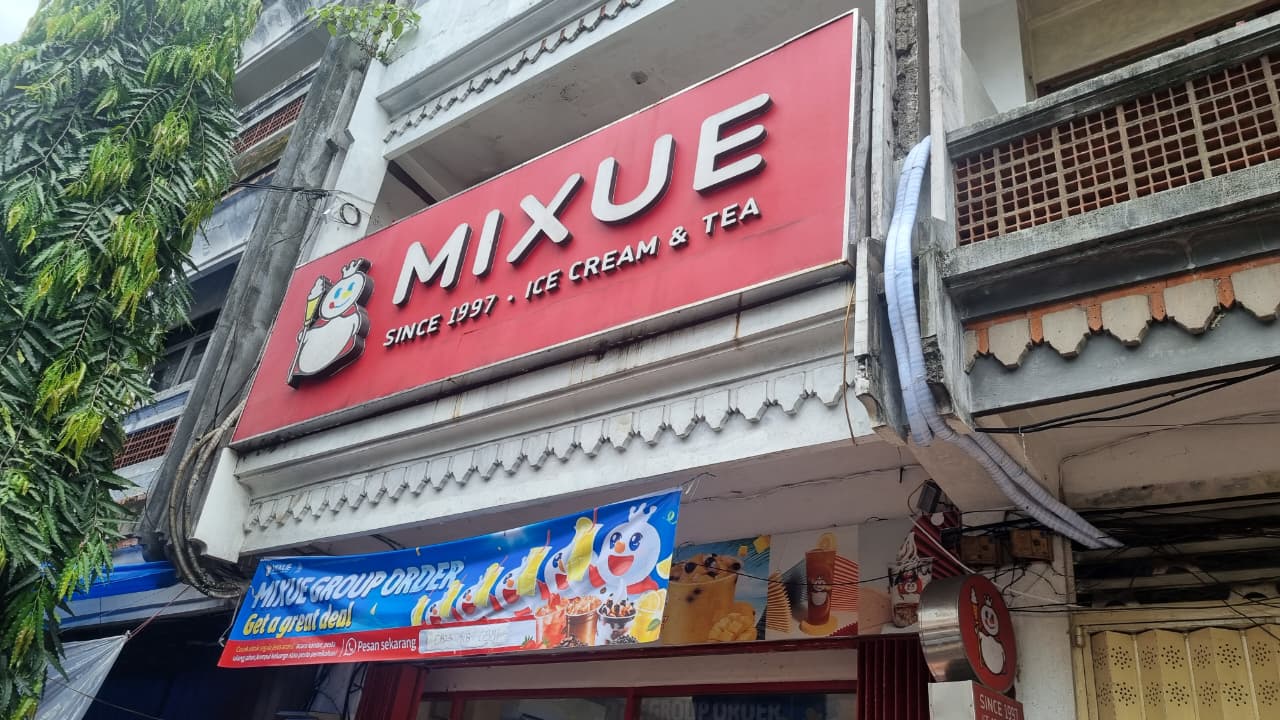 MIXUE
SINCE 1997 • ICE CREAM & TEA
MIXUE GROUP ORDER
Get a great deal
Pesan sekarang
SINCE 1997
GROUP ORDER